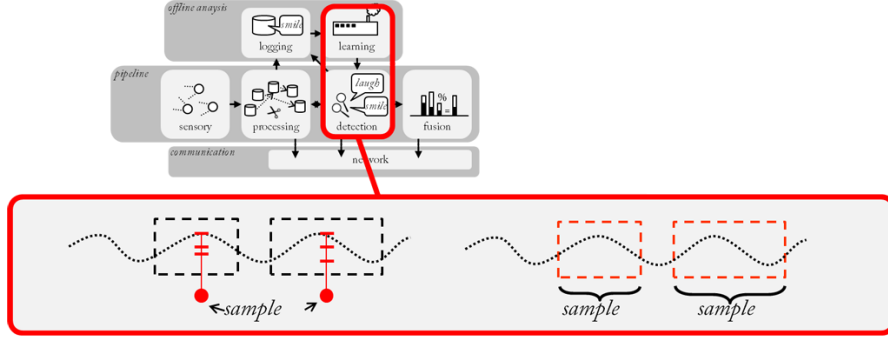 offline anaysis
smile
logging
learning
pipeline
laugh
smile
%
=
sensory
processing
detection
fusion
communication
network
sample
sample
sample